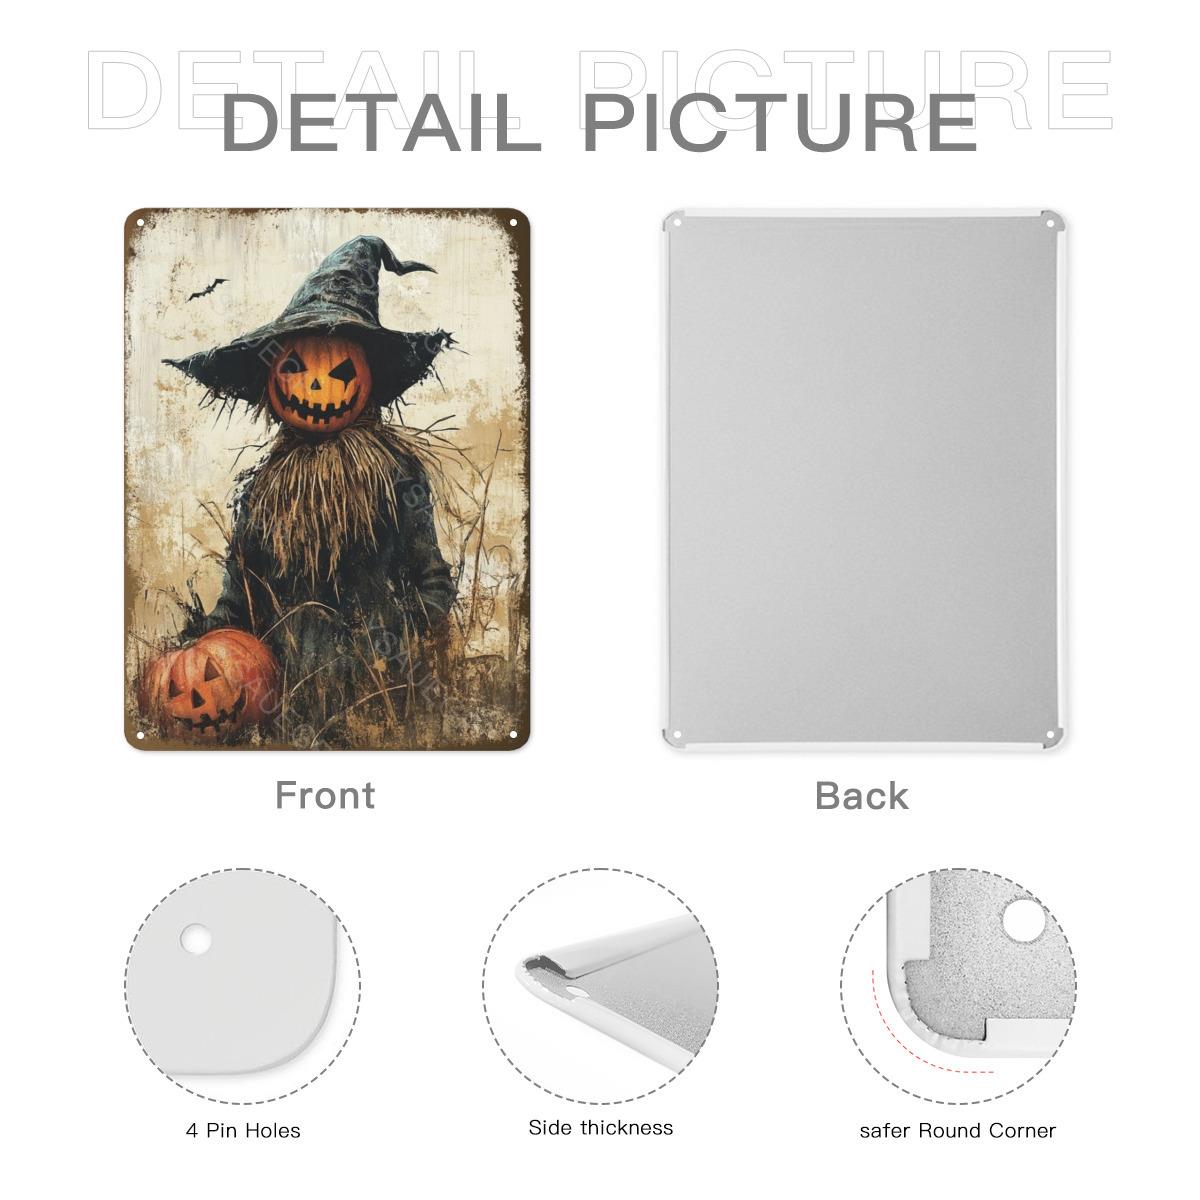 DETAIL PICTURE
DETAIL PICTURE
Front
Back
4 Pin Holes
Side thickness
safer Round Corner